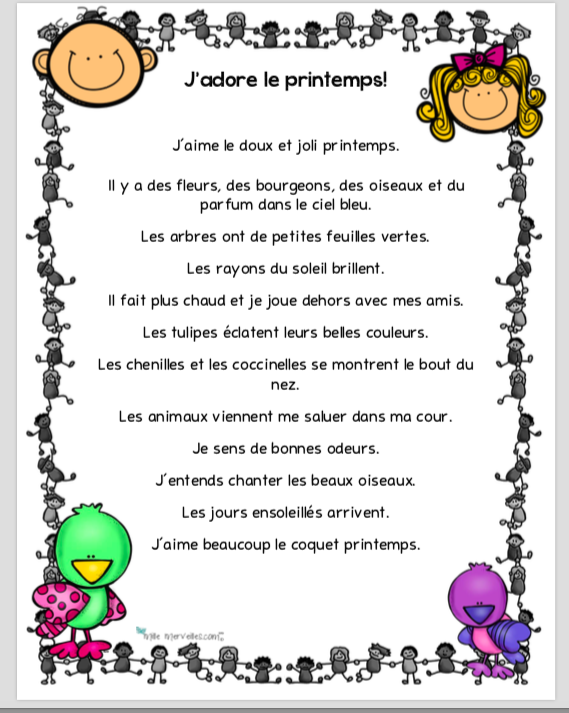 J'adore le printemps!
J'aime le doux et joli printemps.
Il y a des fleurs, des bourgeons, des oiseaux et du
parfum dans le ciel bleu.
Les arbres ont de petites feuilles vertes.
Les rayons du soleil brillent.
Il fait plus chaud et je joue dehors avec mes amis.
Les tulipes éclatent leurs belles couleurs.
Les chenilles et les coccinelles se montrent le bout du
nez.
Les animaux viennent me saluer dans ma cour.
Je sens de bonnes odeurs.
J'entends chanter les beaux oiseaux.
Les jours ensoleillés arrivent.
J'aime beaucoup le coquet printemps.